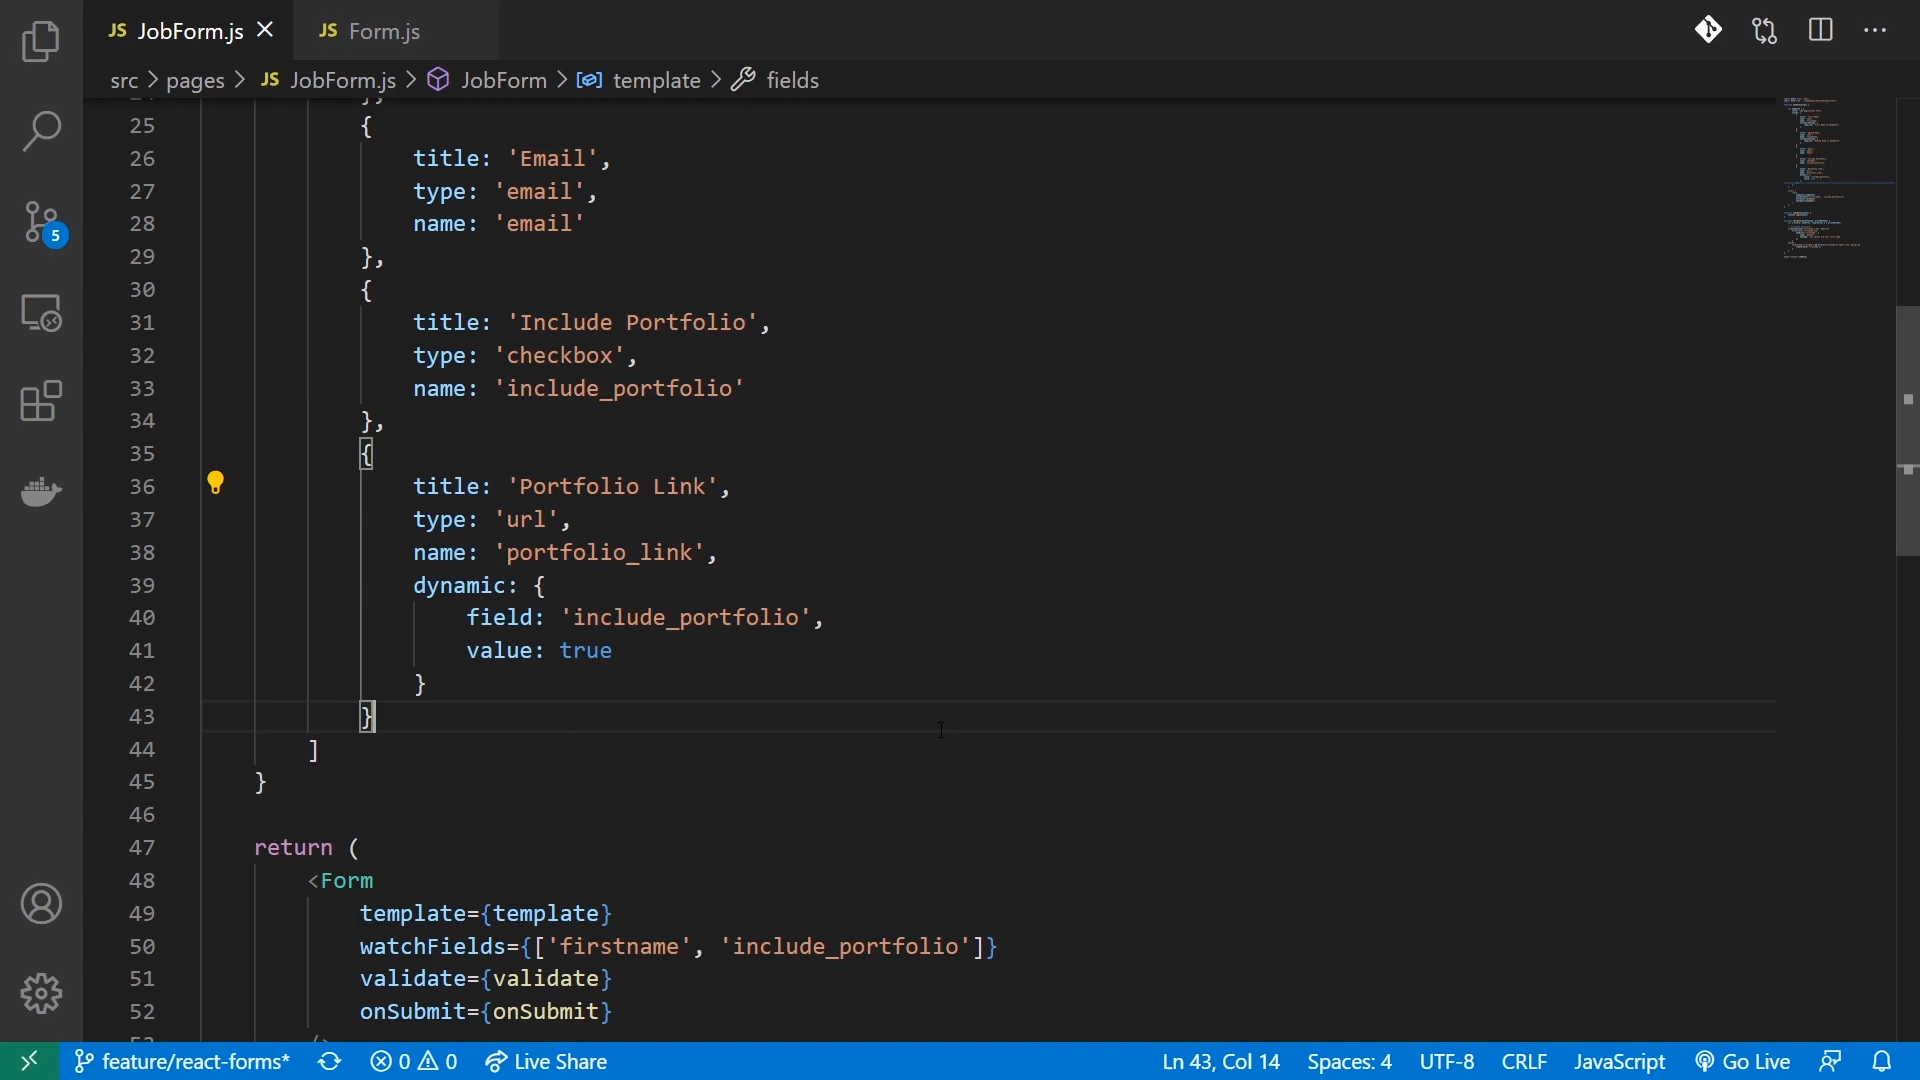 JS JobForm.js
JS Form.js
src > pages > JS JobForm.js > JobForm > template > fields
25 {
26 title: 'Email',
27 type: 'email',
28 name: 'email'
29 },
30 {
31 title: 'Include Portfolio',
32 type: 'checkbox',
33 name: 'include_portfolio'
34 },
35 {
36 title: 'Portfolio Link',
37 type: 'url',
38 name: 'portfolio_link',
39 dynamic: {
40 field: 'include_portfolio',
41 value: true
42 }
43 }
44 ]
45 }
46
47 return (
48 <Form
49 template={template}
50 watchFields={['firstname', 'include_portfolio']}
51 validate={validate}
52 onSubmit={onSubmit}
5
feature/react-forms* 0 0 Live Share Ln 43, Col 14 Spaces: 4 UTF-8 CRLF JavaScript Go Live